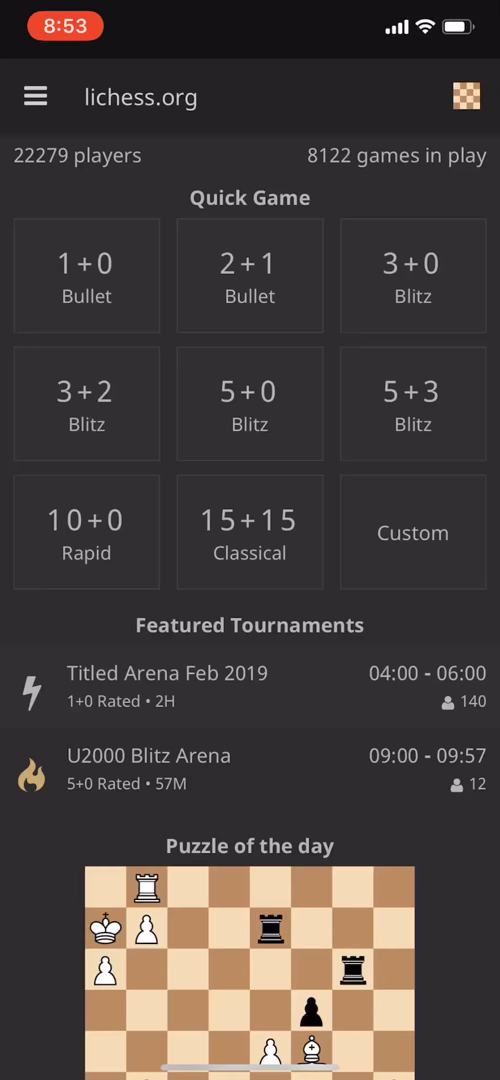 8:53
lichess.org
22279 players 8122 games in play
Quick Game
1+0 2+1 3+0
Bullet Bullet Blitz
3+2 5+0 5+3
Blitz Blitz Blitz
10+0 15+15 Custom
Rapid Classical
Featured Tournaments
Titled Arena Feb 2019 04:00 - 06:00
1+0 Rated • 2H 140
U2000 Blitz Arena 09:00 - 09:57
5+0 Rated • 57M 12
Puzzle of the day